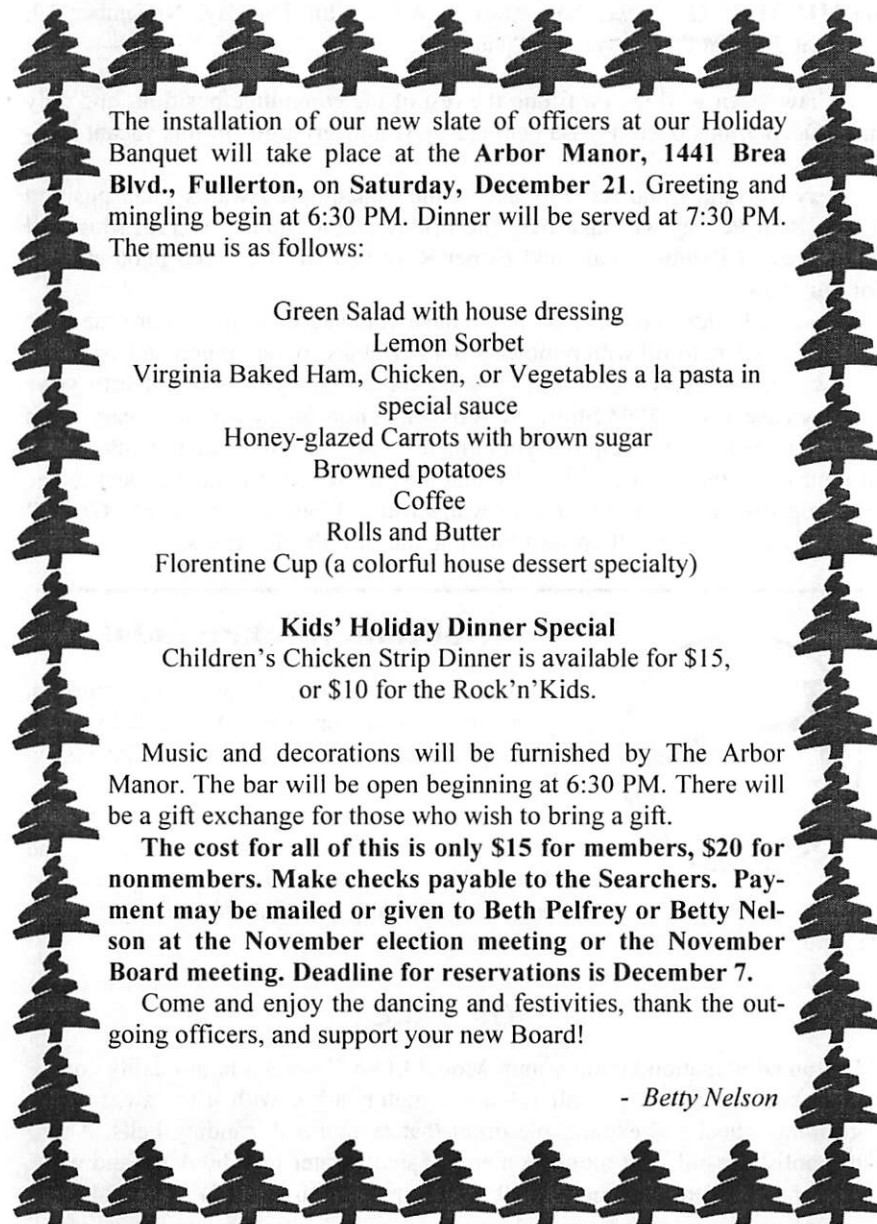 The installation of our new slate of officers at our Holiday
Banquet will take place at the Arbor Manor, 1441 Brea
Blvd., Fullerton, on Saturday, December 21. Greeting and
mingling begin at 6:30 PM. Dinner will be served at 7:30 PM.
The menu is as follows:
Green Salad with house dressing
Lemon Sorbet
Virginia Baked Ham, Chicken, or Vegetables a la pasta in
special sauce
Honey-glazed Carrots with brown sugar
Browned potatoes
Coffee
Rolls and Butter
Florentine Cup (a colorful house dessert specialty)
Kids' Holiday Dinner Special
Children's Chicken Strip Dinner is available for $15,
or $10 for the Rock'n'Kids.
Music and decorations will be furnished by The Arbor
Manor. The bar will be open beginning at 6:30 PM. There will
be a gift exchange for those who wish to bring a gift.
The cost for all of this is only $15 for members, $20 for
nonmembers. Make checks payable to the Searchers. Pay-
ment may be mailed or given to Beth Pelfrey or Betty Nel-
son at the November election meeting or the November
Board meeting. Deadline for reservations is December 7.
Come and enjoy the dancing and festivities, thank the out-
going officers, and support your new Board!
- Betty Nelson